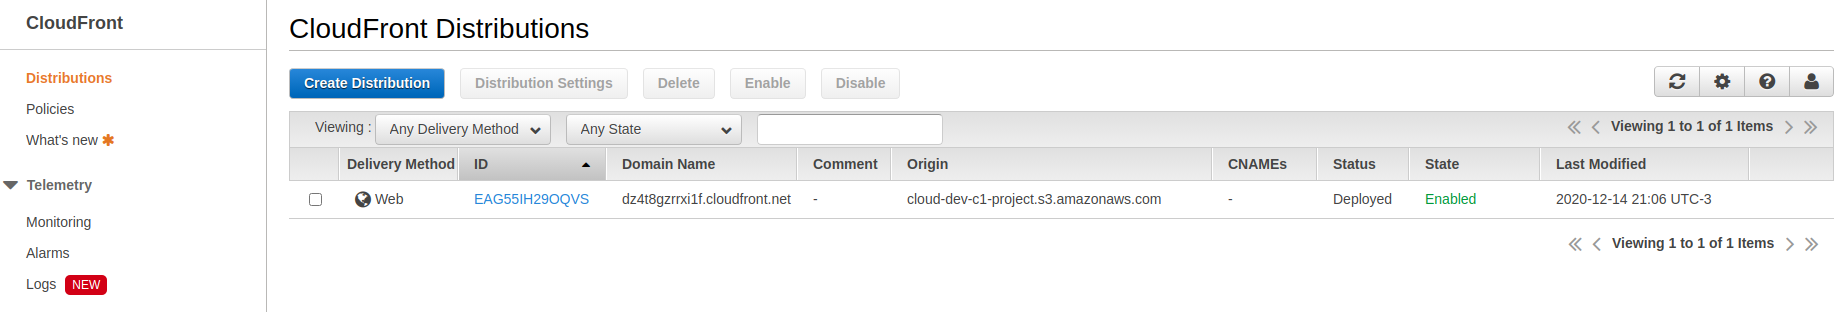 CloudFront
Distributions
Policies
What's new
Telemetry
Monitoring
Alarms
Logs NEW
CloudFront Distributions
Create Distribution Distribution Settings Delete Enable Disable
Viewing : Any Delivery Method Any State Viewing 1 to 1 of 1 Items
Delivery Method ID Domain Name Comment Origin CNAMEs Status State Last Modified
Web EAG55IH29OQVS dz4t8gzrrxi1f.cloudfront.net - cloud-dev-c1-project.s3.amazonaws.com - Deployed Enabled 2020-12-14 21:06 UTC-3
Viewing 1 to 1 of 1 Items